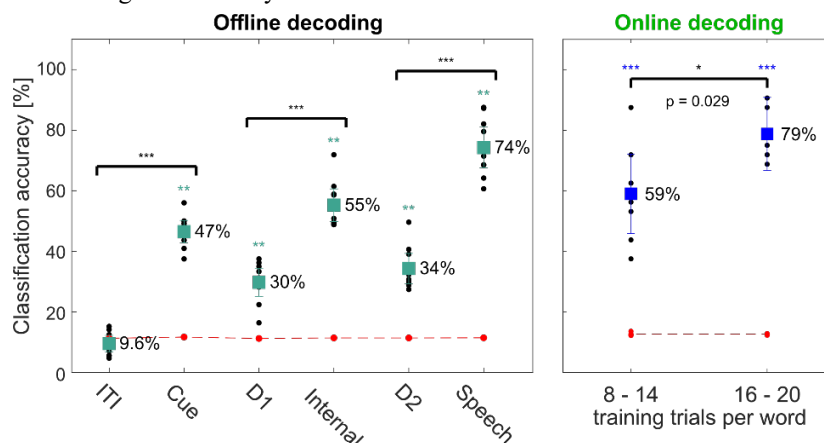 Offline decoding
Online decoding
Classification accuracy [%]
100
80
60
40
20
0
***
***
***
**
**
**
**
**
9.6%
47%
30%
55%
34%
74%
ITI
Cue
D1
Internal
D2
Speech
***
*
***
p = 0.029
59%
79%
8 - 14
16 - 20
training trials per word